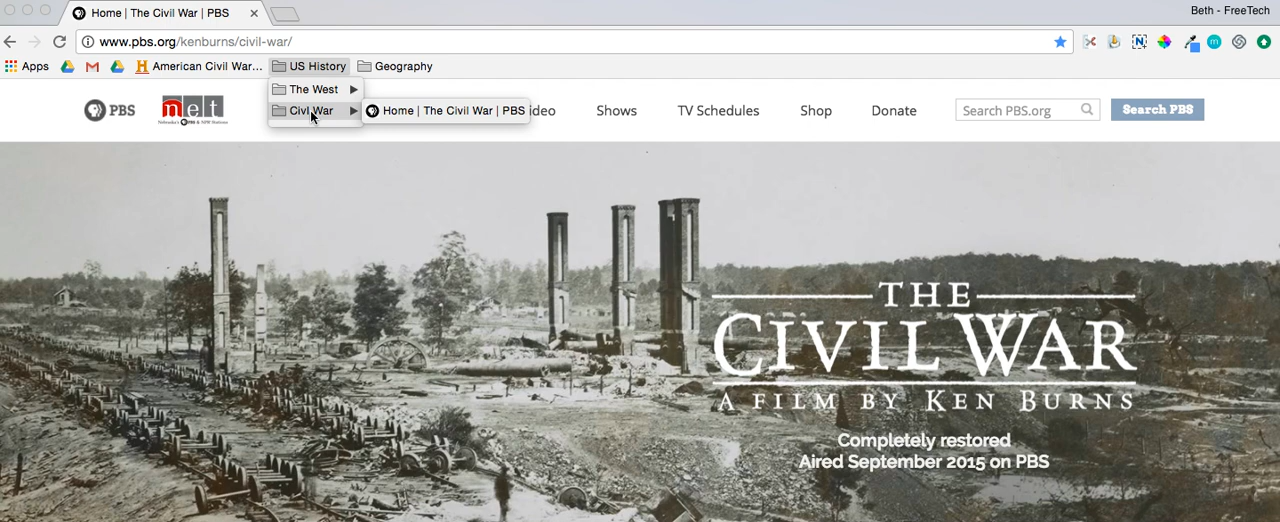 Home | The Civil War | PBS
Beth - FreeTech
www.pbs.org/kenburns/civil-war/
Apps
American Civil War...
US History
Geography
The West
Civil War
Home | The Civil War | PBS
PBS
net
Shows
TV Schedules
Shop
Donate
Search PBS.org
Search PBS
THE
CIVIL WAR
A FILM BY KEN BURNS
Completely restored
Aired September 2015 on PBS